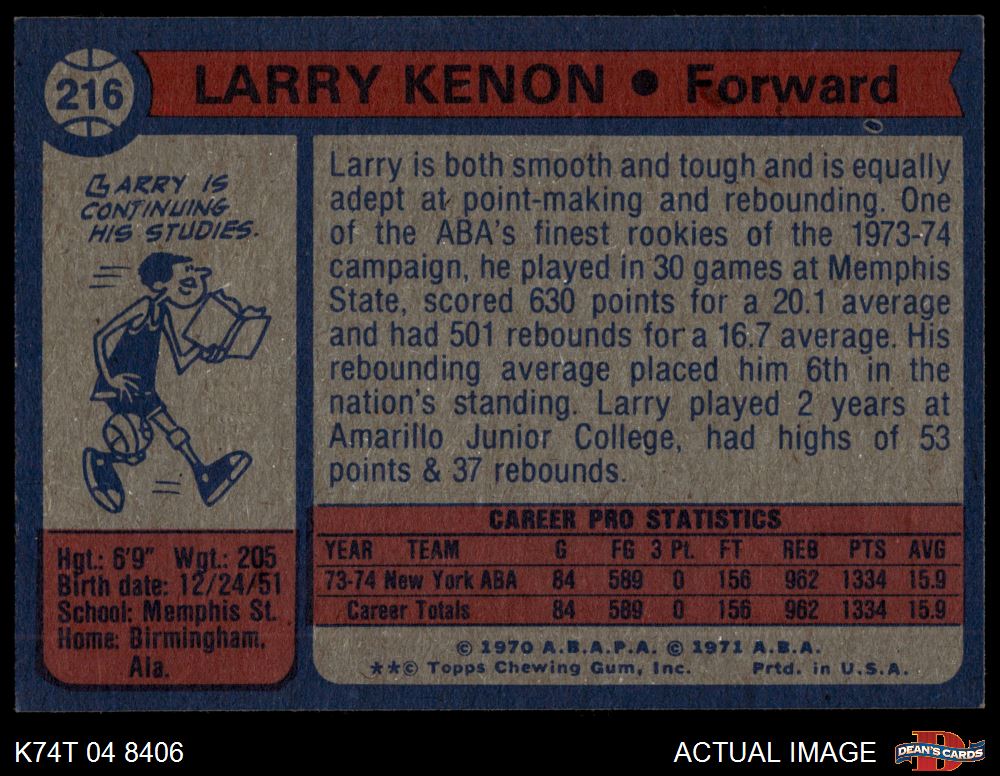 216
LARRY KENON • Forward
LARRY IS
CONTINUING
HIS STUDIES.
Larry is both smooth and tough and is equally
adept at point-making and rebounding. One
of the ABA's finest rookies of the 1973-74
campaign, he played in 30 games at Memphis
State, scored 630 points for a 20.1 average
and had 501 rebounds for a 16.7 average. His
rebounding average placed him 6th in the
nation's standing. Larry played 2 years at
Amarillo Junior College, had highs of 53
points & 37 rebounds.
Hgt.: 6'9" Wgt.: 205
Birth date: 12/24/51
School: Memphis St.
Home: Birmingham,
Ala.
CAREER PRO STATISTICS
YEAR TEAM G FG 3 Pt. FT REB PTS AVG
73-74 New York ABA 84 589 0 156 962 1334 15.9
Career Totals 84 589 0 156 962 1334 15.9
© 1970 A.B.A.P.A. © 1971 A.B.A.
**© Topps Chewing Gum, Inc. Prtd. in U.S.A.
K74T 04 8406
ACTUAL IMAGE
DEAN'S CARDS